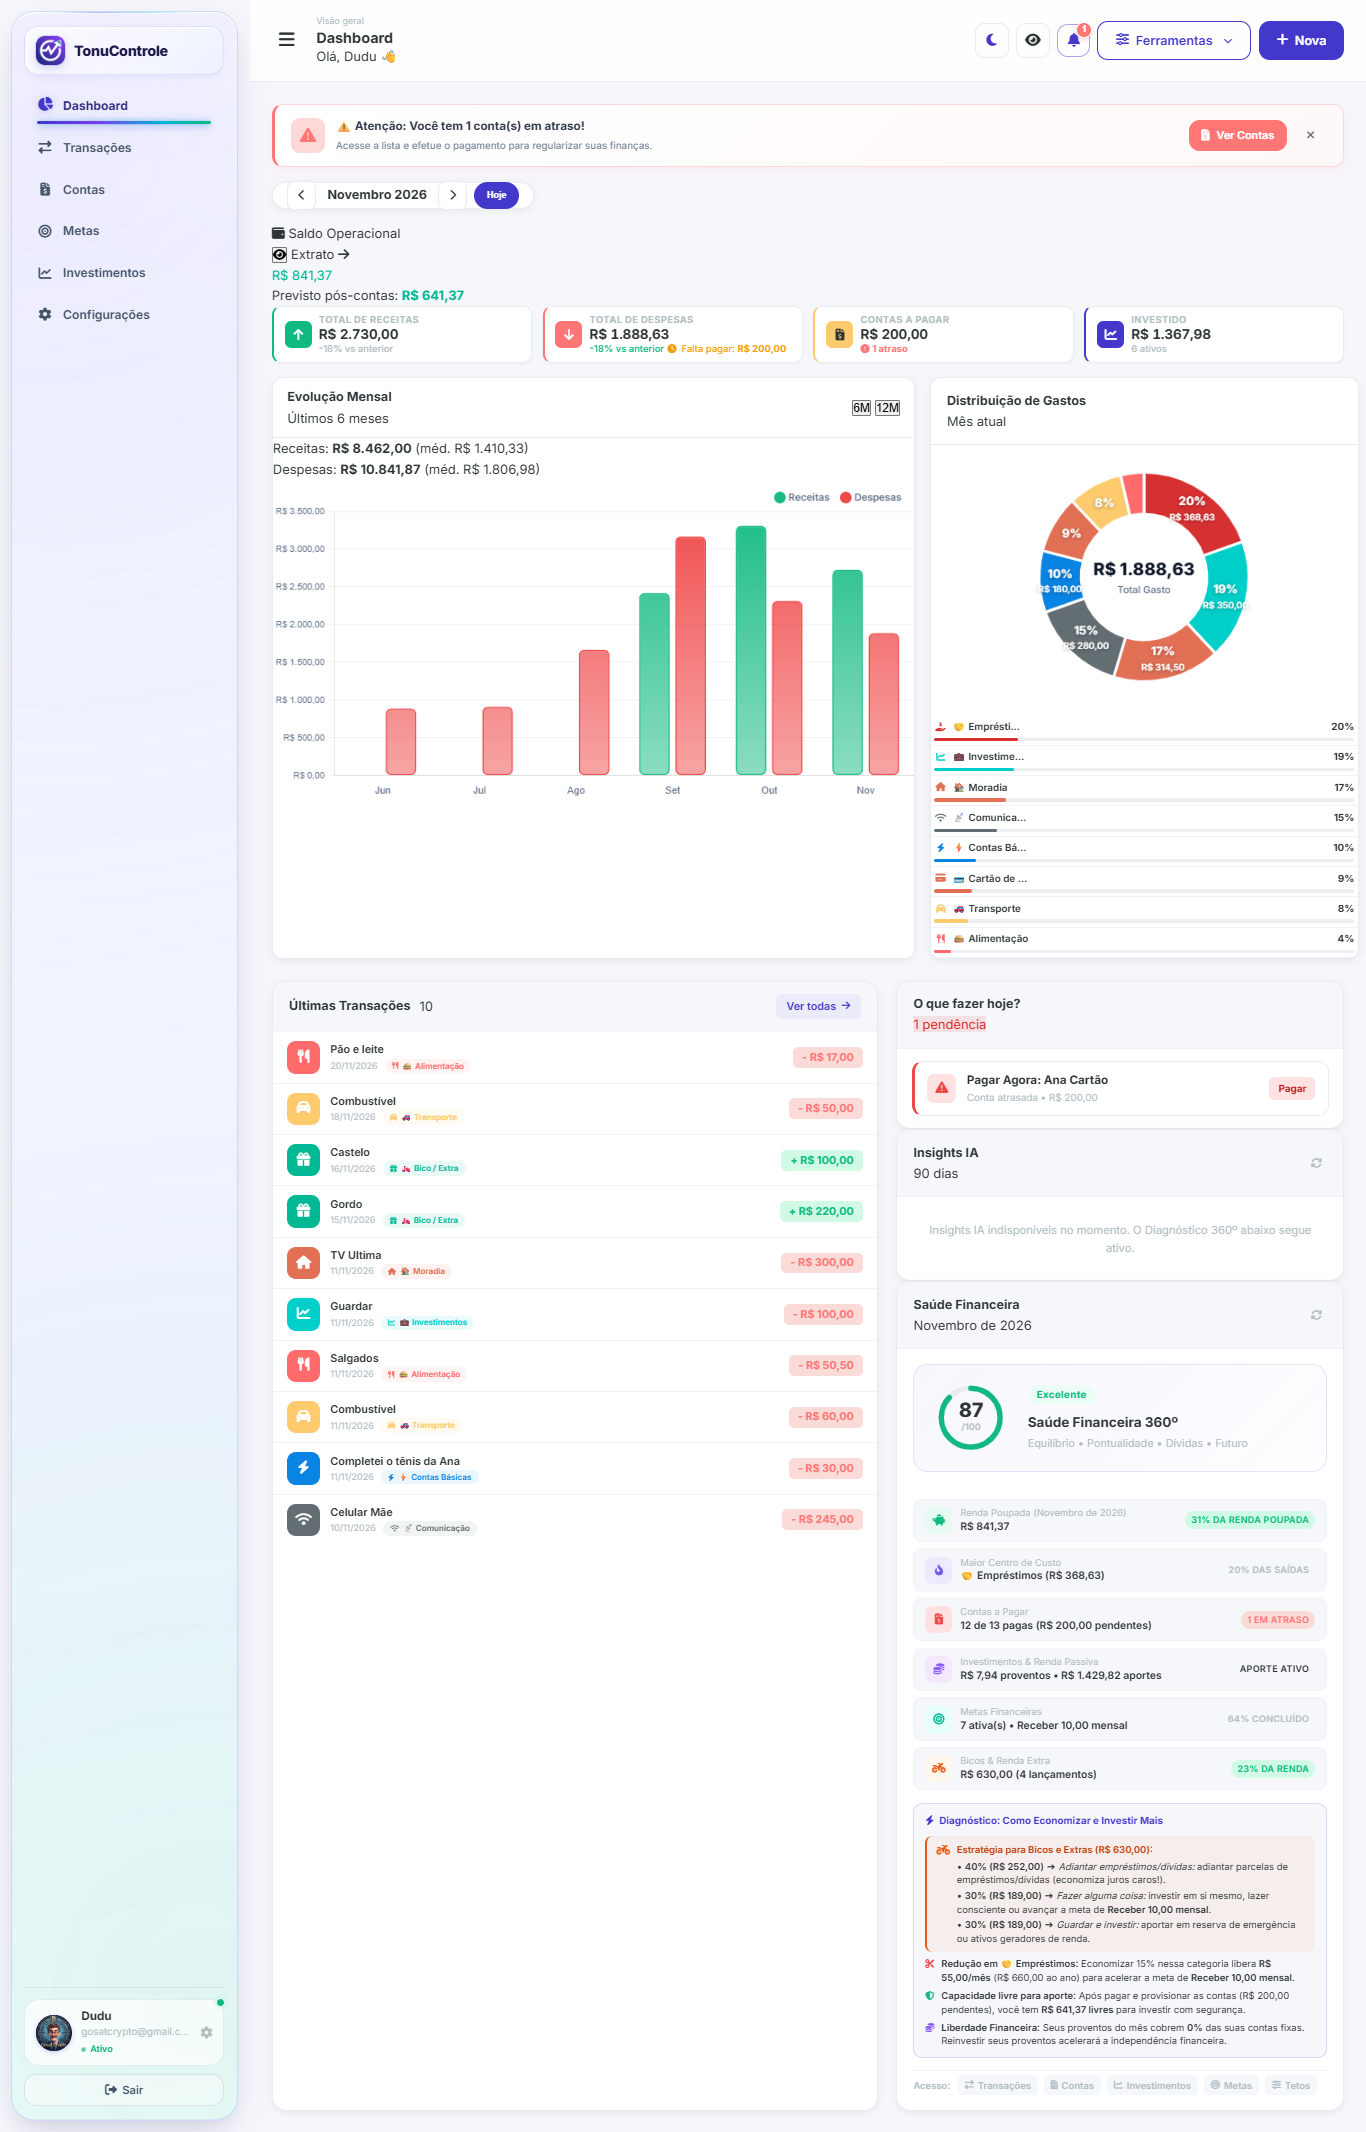 TonuControle
Dashboard
Transações
Contas
Metas
Investimentos
Configurações
Dudu
gosatcrypto@gmail.c...
Ativo
Sair
Visão geral
Dashboard
Olá, Dudu 👋
1
Ferramentas
+ Nova
⚠️ Atenção: Você tem 1 conta(s) em atraso!
Acesse a lista e efetue o pagamento para regularizar suas finanças.
Ver Contas
×
Novembro 2026
Hoje
Saldo Operacional
Extrato →
R$ 841,37
Previsto pós-contas: R$ 641,37
TOTAL DE RECEITAS
R$ 2.730,00
-18% vs anterior
TOTAL DE DESPESAS
R$ 1.888,63
-18% vs anterior Falta pagar: R$ 200,00
CONTAS A PAGAR
R$ 200,00
1 atraso
INVESTIDO
R$ 1.367,98
6 ativos
Evolução Mensal
Últimos 6 meses
6M 12M
Receitas: R$ 8.462,00 (méd. R$ 1.410,33)
Despesas: R$ 10.841,87 (méd. R$ 1.806,98)
Receitas Despesas
R$ 3.500,00
R$ 3.000,00
R$ 2.500,00
R$ 2.000,00
R$ 1.500,00
R$ 1.000,00
R$ 500,00
R$ 0,00
Jun Jul Ago Set Out Nov
Distribuição de Gastos
Mês atual
20%
R$ 368,63
19%
R$ 350,00
17%
R$ 314,50
15%
R$ 280,00
10%
R$ 180,00
9%
8%
R$ 1.888,63
Total Gasto
Emprésti... 20%
Investime... 19%
Moradia 17%
Comunica... 15%
Contas Bá... 10%
Cartão de ... 9%
Transporte 8%
Alimentação 4%
Últimas Transações 10
Ver todas →
Pão e leite
20/11/2026 Alimentação
- R$ 17,00
Combustível
18/11/2026 Transporte
- R$ 50,00
Castelo
16/11/2026 Bico / Extra
+ R$ 100,00
Gordo
15/11/2026 Bico / Extra
+ R$ 220,00
TV Ultima
11/11/2026 Moradia
- R$ 300,00
Guardar
11/11/2026 Investimentos
- R$ 100,00
Salgados
11/11/2026 Alimentação
- R$ 50,50
Combustível
11/11/2026 Transporte
- R$ 60,00
Completei o tênis da Ana
11/11/2026 Contas Básicas
- R$ 30,00
Celular Mãe
10/11/2026 Comunicação
- R$ 245,00
O que fazer hoje?
1 pendência
Pagar Agora: Ana Cartão
Conta atrasada • R$ 200,00
Pagar
Insights IA
90 dias
Insights IA indisponíveis no momento. O Diagnóstico 360º abaixo segue
ativo.
Saúde Financeira
Novembro de 2026
87
/100
Excelente
Saúde Financeira 360º
Equilíbrio • Pontualidade • Dívidas • Futuro
Renda Poupada (Novembro de 2026)
R$ 841,37
31% DA RENDA POUPADA
Maior Centro de Custo
Empréstimos (R$ 368,63)
20% DAS SAÍDAS
Contas a Pagar
12 de 13 pagas (R$ 200,00 pendentes)
1 EM ATRASO
Investimentos & Renda Passiva
R$ 7,94 proventos • R$ 1.429,82 aportes
APORTE ATIVO
Metas Financeiras
7 ativa(s) • Receber 10,00 mensal
64% CONCLUÍDO
Bicos & Renda Extra
R$ 630,00 (4 lançamentos)
23% DA RENDA
Diagnóstico: Como Economizar e Investir Mais
Estratégia para Bicos e Extras (R$ 630,00):
• 40% (R$ 252,00) → Adiantar empréstimos/dívidas: adiantar parcelas de
empréstimos/dívidas (economiza juros caros!).
• 30% (R$ 189,00) → Fazer alguma coisa: investir em si mesmo, lazer
consciente ou avançar a meta de Receber 10,00 mensal.
• 30% (R$ 189,00) → Guardar e investir: aportar em reserva de emergência
ou ativos geradores de renda.
Redução em 🤝 Empréstimos: Economizar 15% nessa categoria libera R$
55,00/mês (R$ 660,00 ao ano) para acelerar a meta de Receber 10,00 mensal.
Capacidade livre para aporte: Após pagar e provisionar as contas (R$ 200,00
pendentes), você tem R$ 641,37 livres para investir com segurança.
Liberdade Financeira: Seus proventos do mês cobrem 0% das suas contas fixas.
Reinvestir seus proventos acelerará a independência financeira.
Acesso: Transações Contas Investimentos Metas Tetos